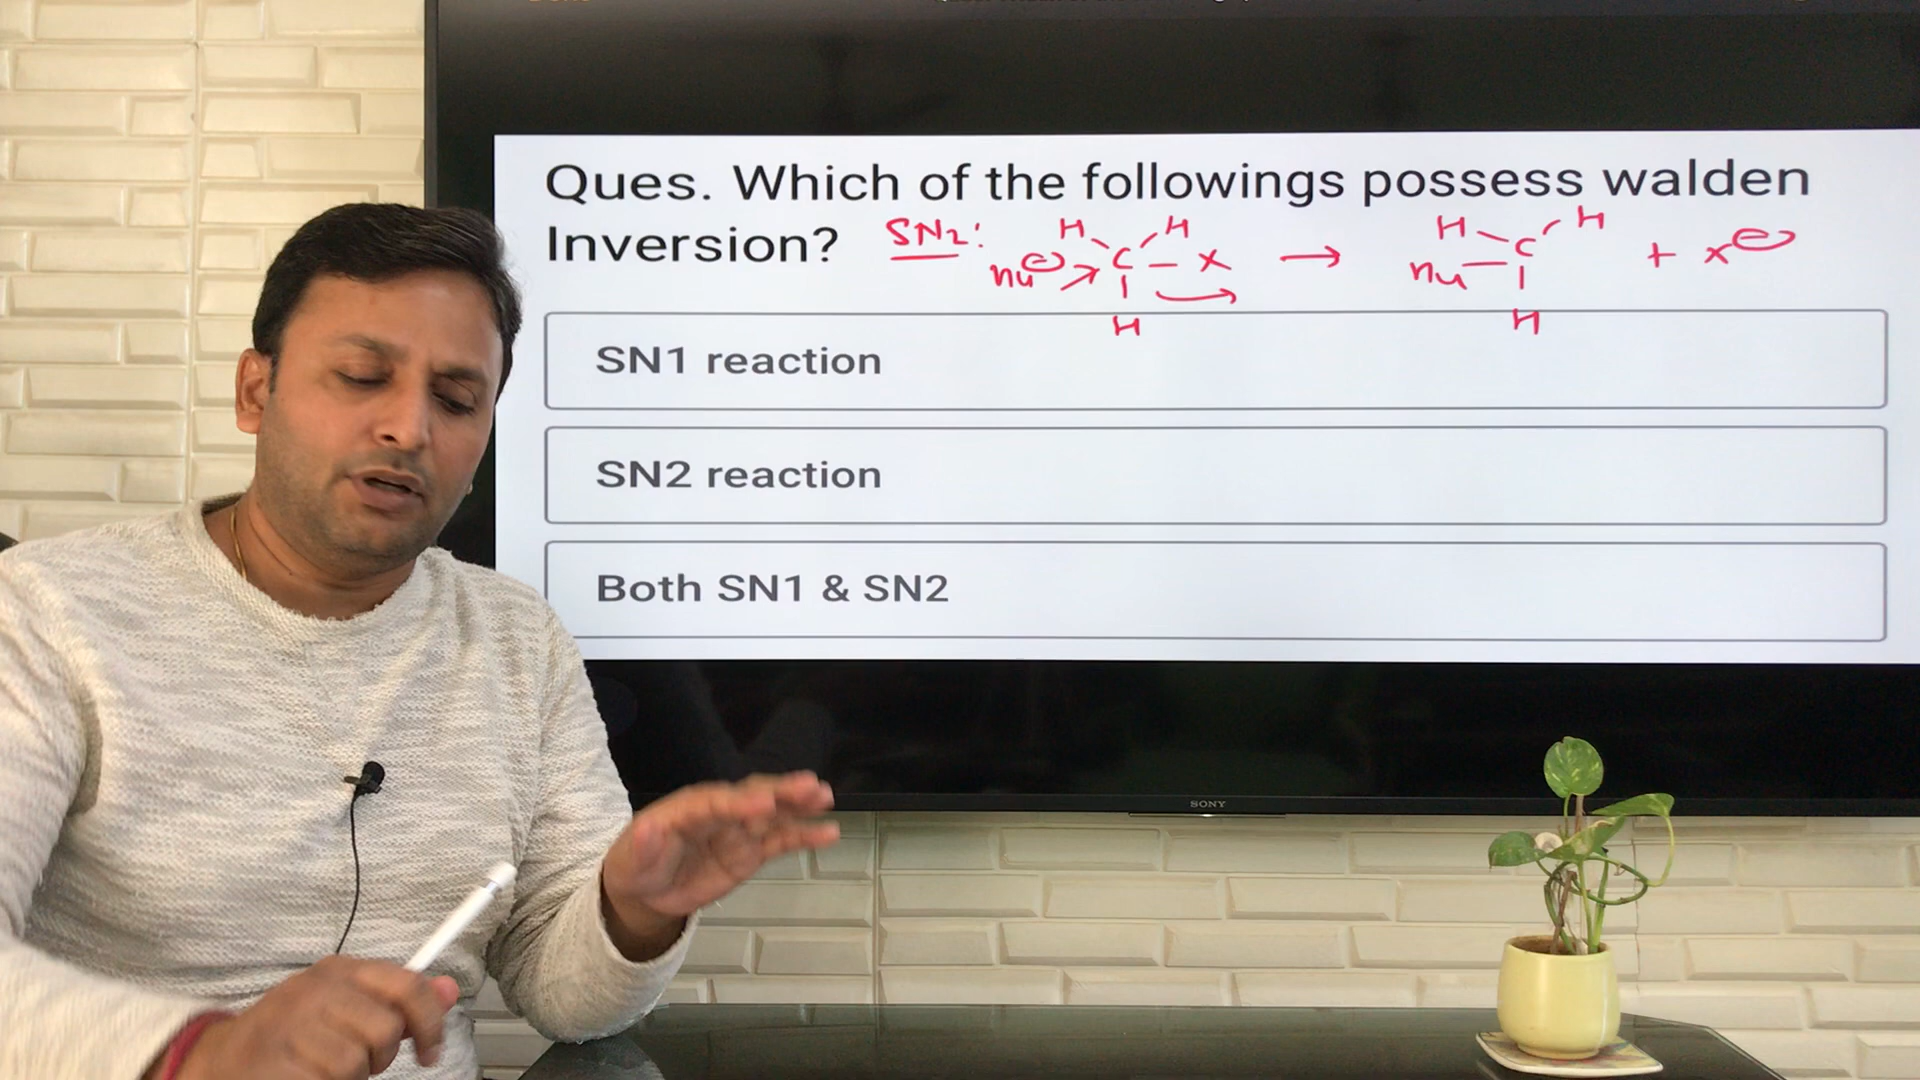 Ques. Which of the followings possess walden
Inversion?
SN2:
H H
nu⊖ C - x → nu - C + x⊖
H H
H H
SN1 reaction
SN2 reaction
Both SN1 & SN2
SONY